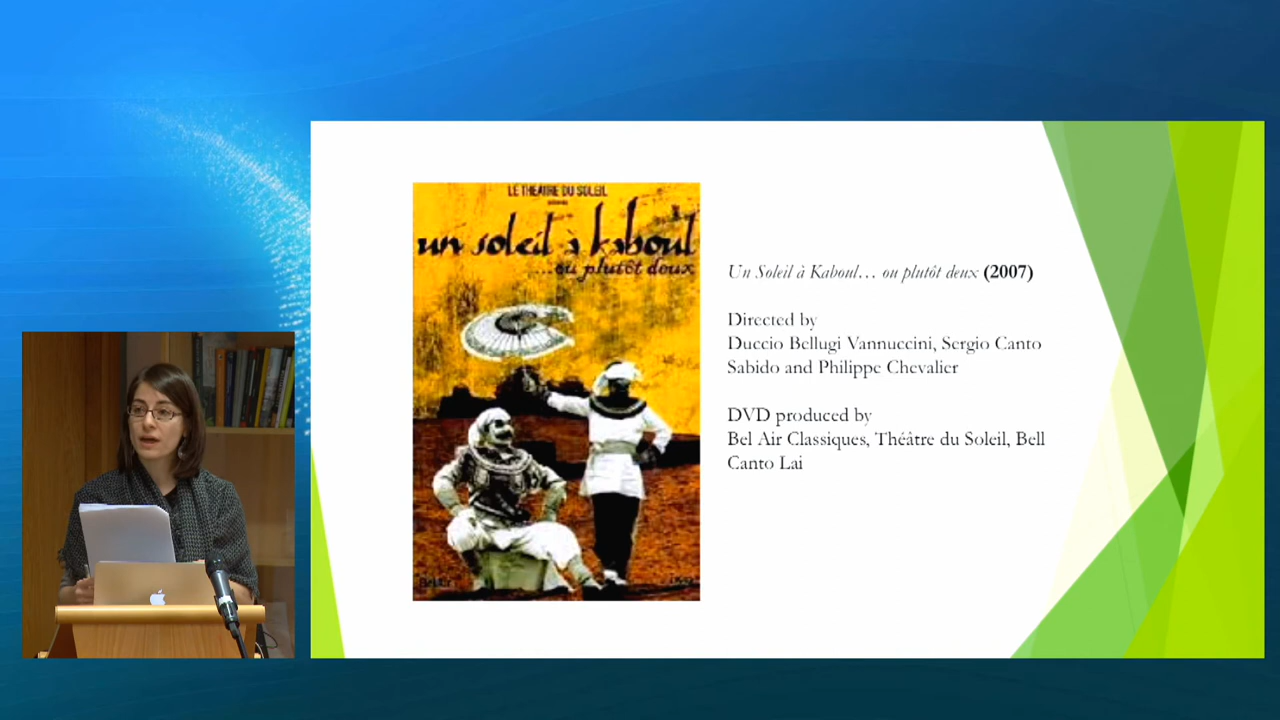 LE THÉÂTRE DU SOLEIL
un soleil à kaboul
....ou plutôt deux
BelAir
Un Soleil à Kaboul… ou plutôt deux (2007)
Directed by
Duccio Bellugi Vannuccini, Sergio Canto
Sabido and Philippe Chevalier
DVD produced by
Bel Air Classiques, Théâtre du Soleil, Bell
Canto Lai